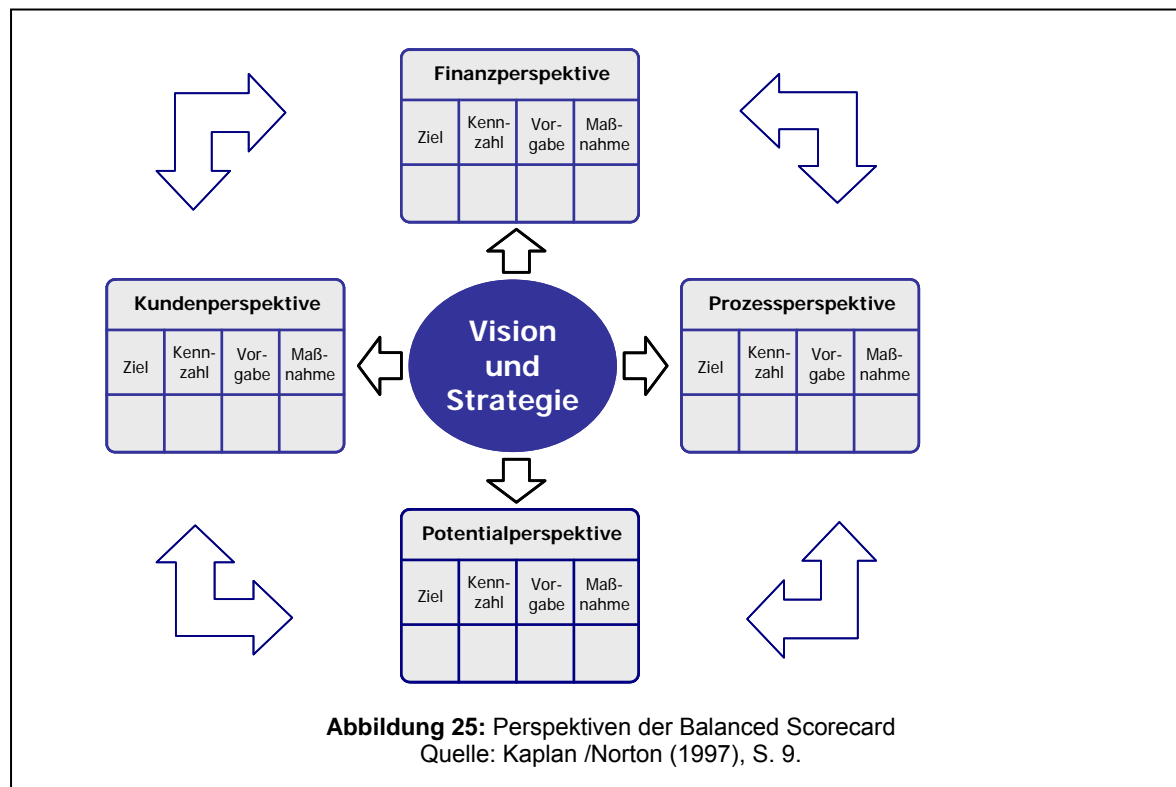 Finanzperspektive
Ziel
Kenn-
zahl
Vor-
gabe
Maß-
nahme
Kundenperspektive
Ziel
Kenn-
zahl
Vor-
gabe
Maß-
nahme
Vision
und
Strategie
Prozessperspektive
Ziel
Kenn-
zahl
Vor-
gabe
Maß-
nahme
Potentialperspektive
Ziel
Kenn-
zahl
Vor-
gabe
Maß-
nahme
Abbildung 25: Perspektiven der Balanced Scorecard
Quelle: Kaplan /Norton (1997), S. 9.